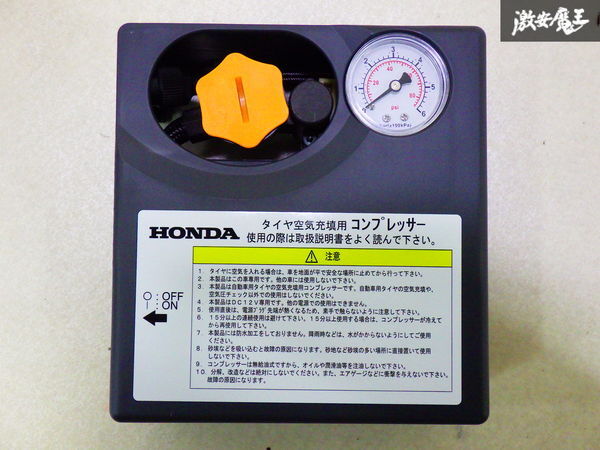 激安魔王
1
2
3
4
5
6
20
40
60
80
psi
(x100kPa)
HONDA
タイヤ空気充填用 コンプレッサー
使用の際は取扱説明書をよく読んで下さい。
注意
1. タイヤに空気を入れる場合は、車を地面が平で安全な場所に止めてから行って下さい。
2. 本製品はこの車専用です。他の車には使用しないで下さい。
3. 本製品は自動車用タイヤの空気充填用コンプレッサーです。自動車用タイヤの空気充填や、
空気圧チェック以外での使用はしないで下さい。
4. 本製品はDC12V専用です。他の電源での使用はできません。
5. 使用直後は、電源プラグ先端が熱くなるため、素手で触らないように注意して下さい。
6. 15分以上の連続使用は避けて下さい。15分以上使用する場合は、コンプレッサーが冷えて
から再使用して下さい。
7. 本製品には防水加工をしておりません。降雨時などは、水がかからないようにしてご使用
ください。
8. 砂埃などを吸い込むと故障の原因になります。砂地など砂埃の多い場所に直接置いて使用
しないで下さい。
9. コンプレッサーは無給油式ですから、オイルや潤滑油等を注油しないで下さい。
10. 分解、改造などは絶対にしないでください。また、エアゲージなどに衝撃を与えないで下さい。
故障の原因になります。
○：OFF
｜：ON